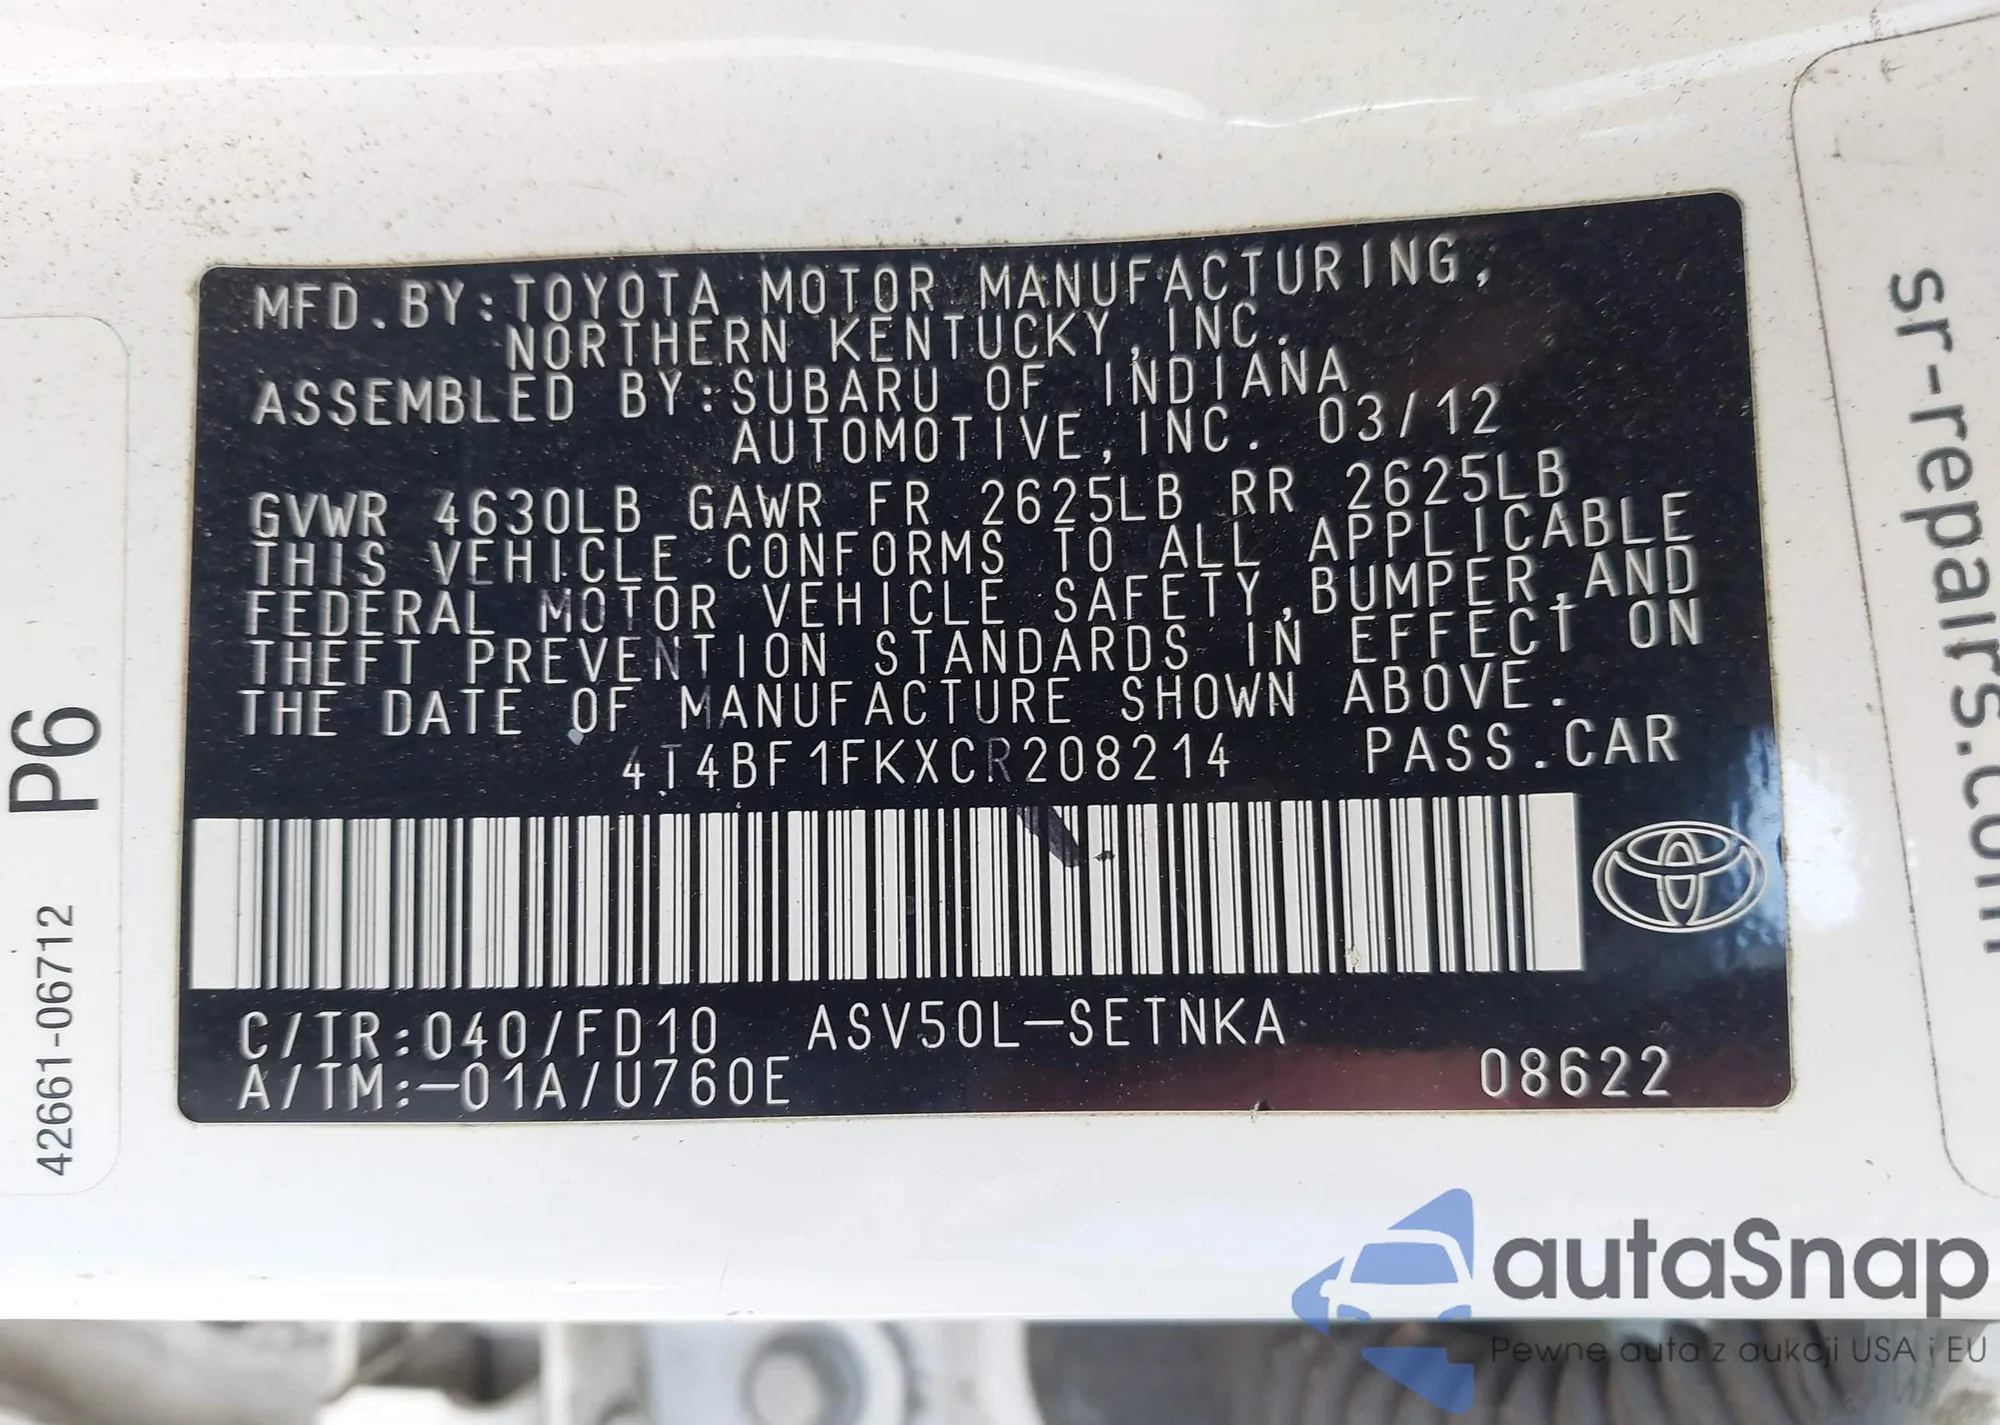 MFD.BY:TOYOTA MOTOR MANUFACTURING,
NORTHERN KENTUCKY,INC.
ASSEMBLED BY:SUBARU OF INDIANA
AUTOMOTIVE,INC. 03/12
GVWR 4630LB GAWR FR 2625LB RR 2625LB
THIS VEHICLE CONFORMS TO ALL APPLICABLE
FEDERAL MOTOR VEHICLE SAFETY,BUMPER,AND
THEFT PREVENTION STANDARDS IN EFFECT ON
THE DATE OF MANUFACTURE SHOWN ABOVE.
4T4BF1FKXCR208214 PASS.CAR
C/TR:040/FD10 ASV50L-SETNKA
A/TM:-01A/U760E 08622
P6
42661-06712
sr-repairs.com
autaSnap
Pewne auta z aukcji USA i EU